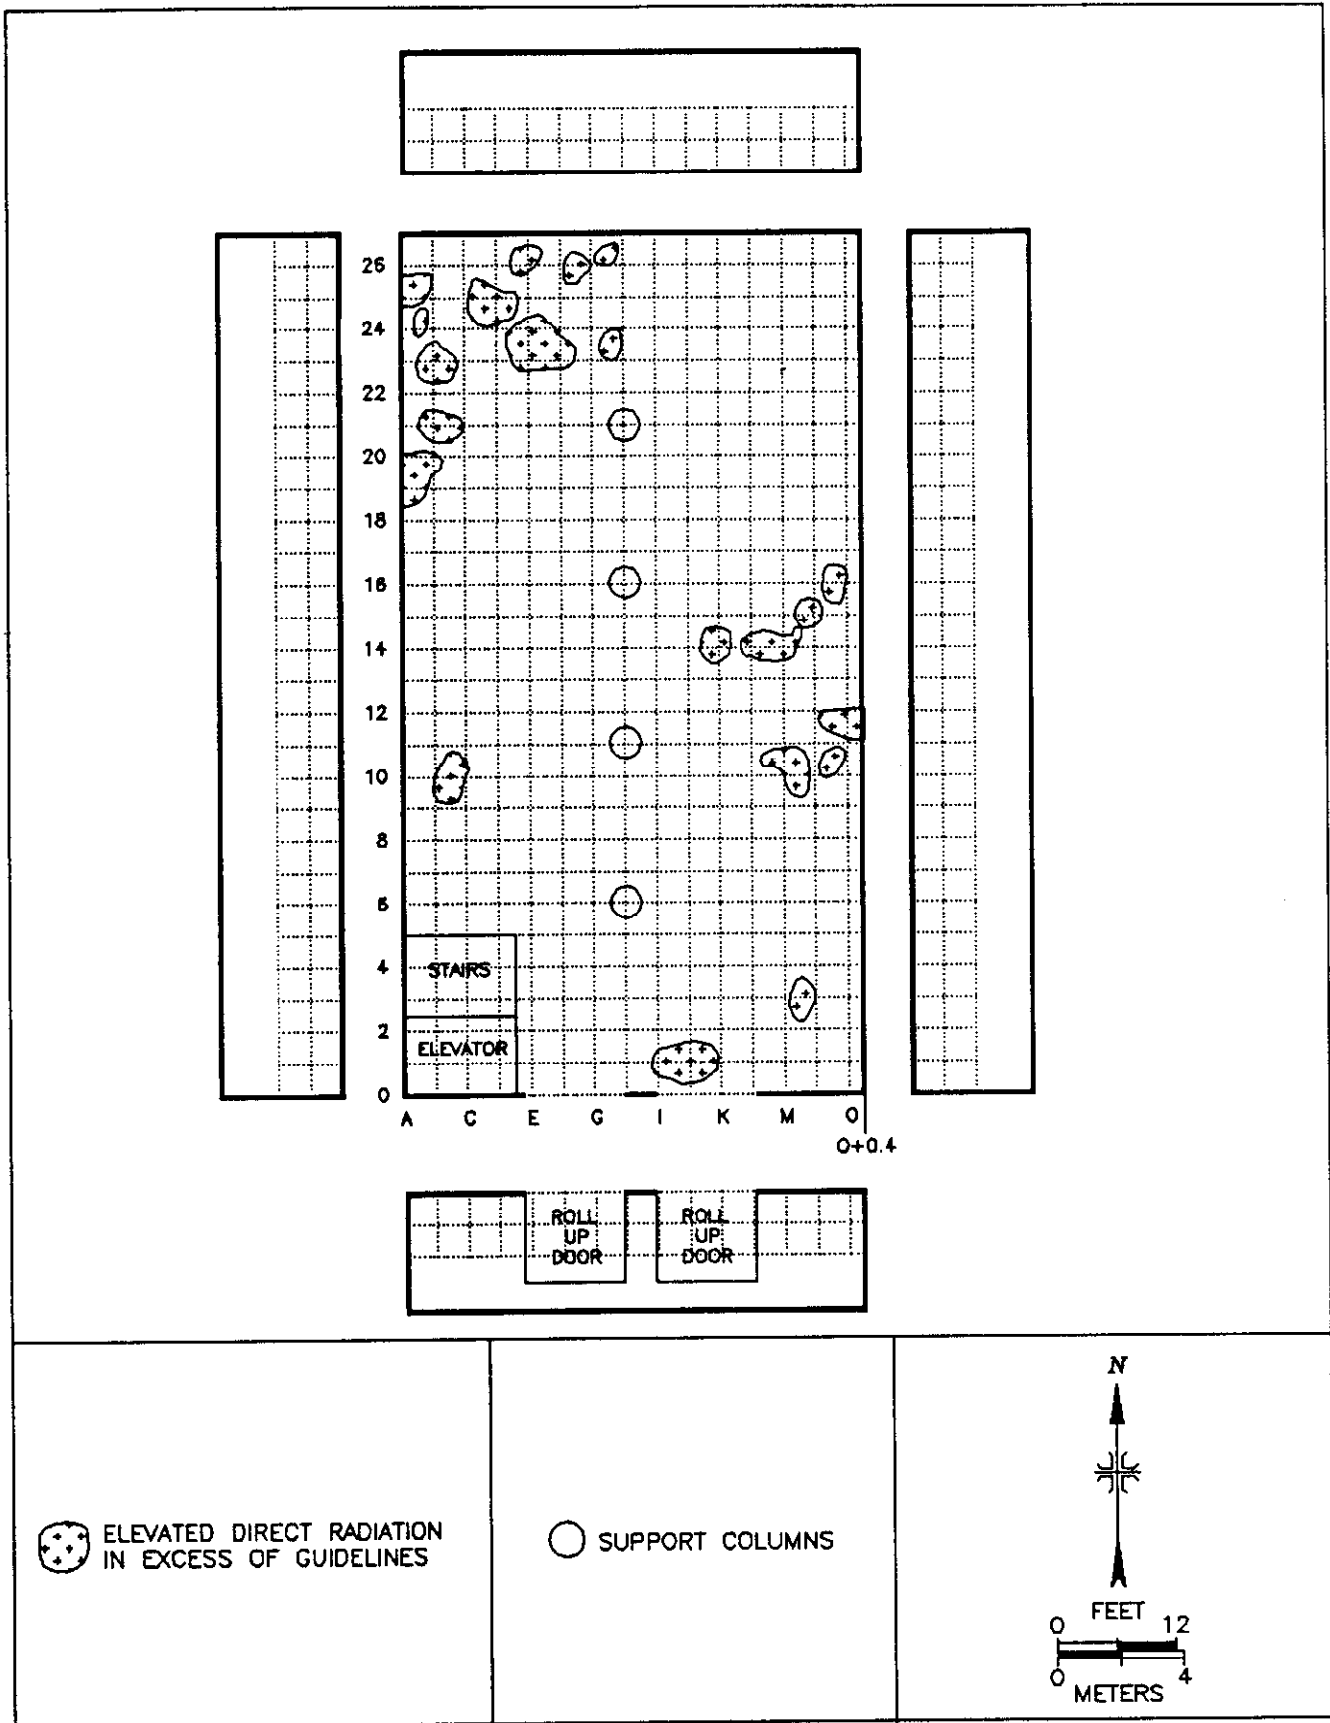 26
24
22
20
18
16
14
12
10
8
6
4
2
0
STAIRS
ELEVATOR
A C E G I K M O
O+0.4
ROLL UP DOOR
ROLL UP DOOR
ELEVATED DIRECT RADIATION
IN EXCESS OF GUIDELINES
SUPPORT COLUMNS
N
FEET
0 12
0 4
METERS